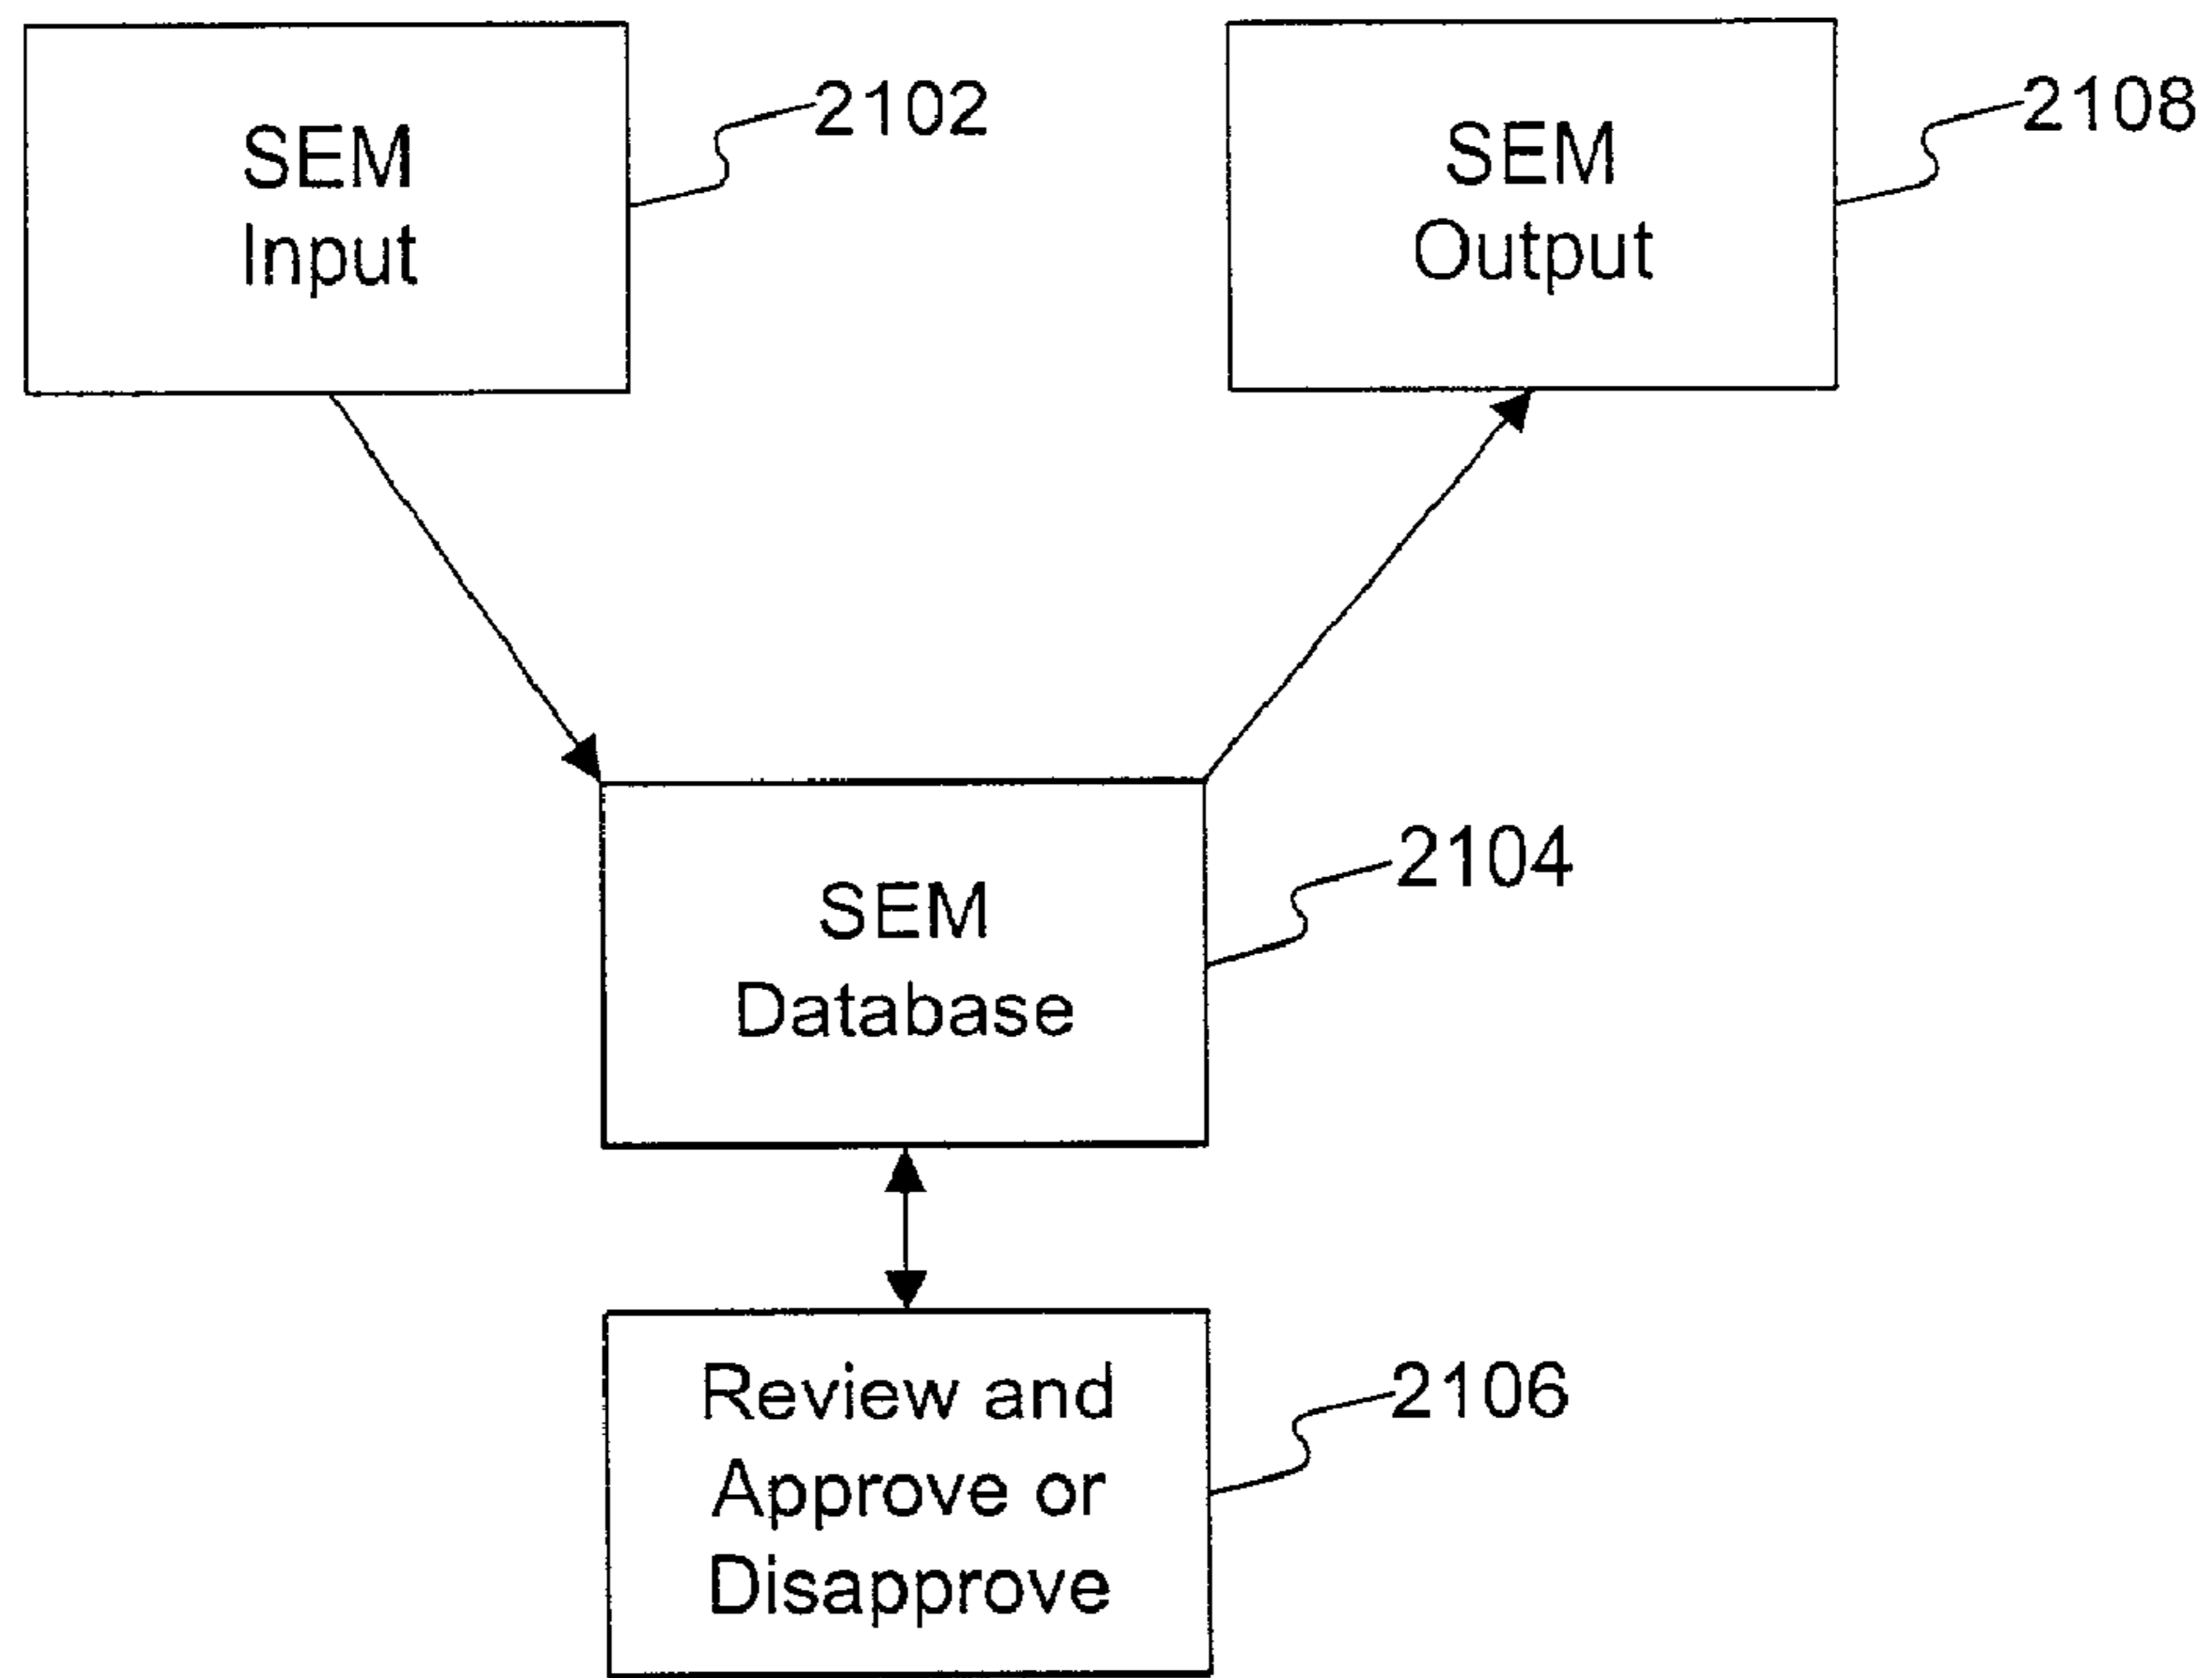 SEM
Input
2102
SEM
Output
2108
SEM
Database
2104
Review and
Approve or
Disapprove
2106